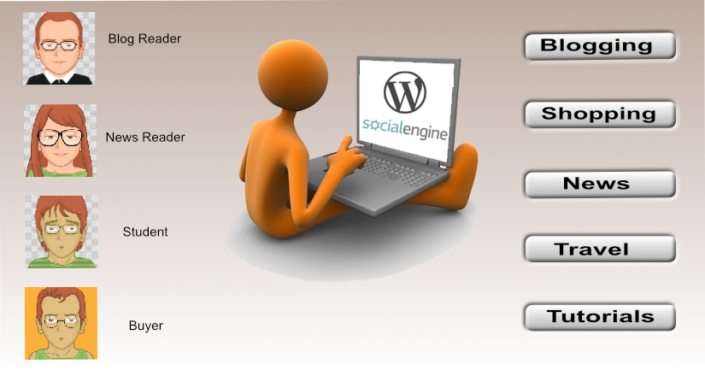 Blog Reader
News Reader
Student
Buyer
W
socialengine
Blogging
Shopping
News
Travel
Tutorials